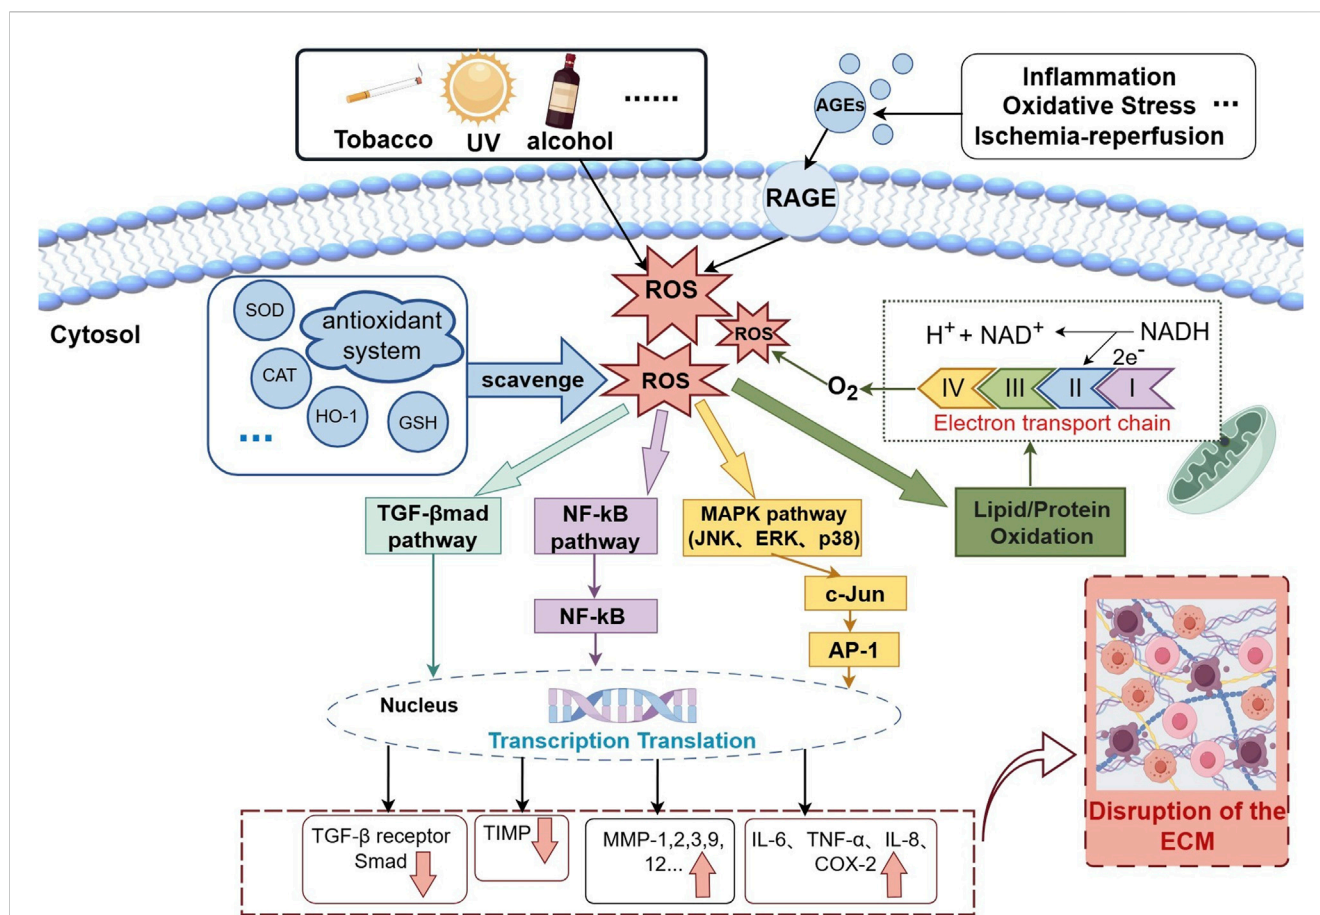 Tobacco
UV
alcohol
......
AGEs
Inflammation
Oxidative Stress ...
Ischemia-reperfusion
RAGE
ROS
ROS
ROS
Cytosol
SOD
CAT
HO-1
GSH
...
antioxidant
system
scavenge
H+ + NAD+
NADH
2e-
O2
IV
III
II
I
Electron transport chain
TGF-βmad
pathway
NF-kB
pathway
MAPK pathway
(JNK、ERK、p38)
Lipid/Protein
Oxidation
c-Jun
NF-kB
AP-1
Nucleus
Transcription Translation
TGF-β receptor
Smad
TIMP
MMP-1,2,3,9,
12...
IL-6、TNF-α、IL-8、
COX-2
Disruption of the
ECM